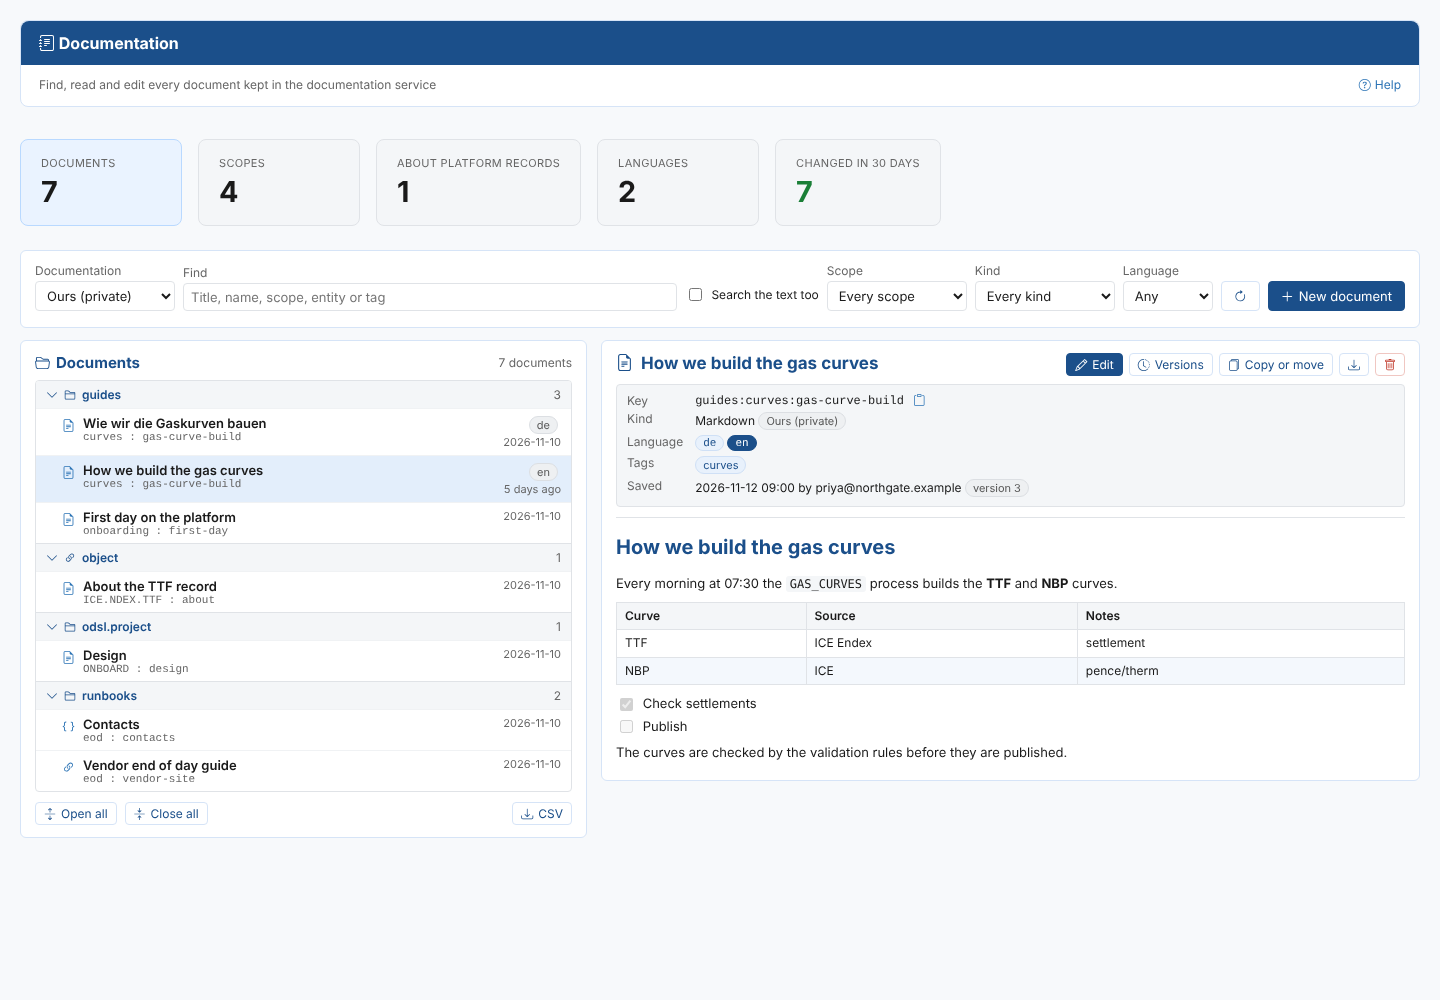 Documentation
Find, read and edit every document kept in the documentation service
Help
DOCUMENTS
7
SCOPES
4
ABOUT PLATFORM RECORDS
1
LANGUAGES
2
CHANGED IN 30 DAYS
7
Documentation
Ours (private)
Find
Title, name, scope, entity or tag
Search the text too
Scope
Every scope
Kind
Every kind
Language
Any
New document
Documents
7 documents
guides 3
Wie wir die Gaskurven bauen de
curves : gas-curve-build 2026-11-10
How we build the gas curves en
curves : gas-curve-build 5 days ago
First day on the platform 2026-11-10
onboarding : first-day
object 1
About the TTF record 2026-11-10
ICE.NDEX.TTF : about
odsl.project 1
Design 2026-11-10
ONBOARD : design
runbooks 2
Contacts 2026-11-10
eod : contacts
Vendor end of day guide 2026-11-10
eod : vendor-site
Open all
Close all
CSV
How we build the gas curves
Edit
Versions
Copy or move
Key guides:curves:gas-curve-build
Kind Markdown Ours (private)
Language de en
Tags curves
Saved 2026-11-12 09:00 by priya@northgate.example version 3
How we build the gas curves
Every morning at 07:30 the GAS_CURVES process builds the TTF and NBP curves.
Curve Source Notes
TTF ICE Endex settlement
NBP ICE pence/therm
Check settlements
Publish
The curves are checked by the validation rules before they are published.